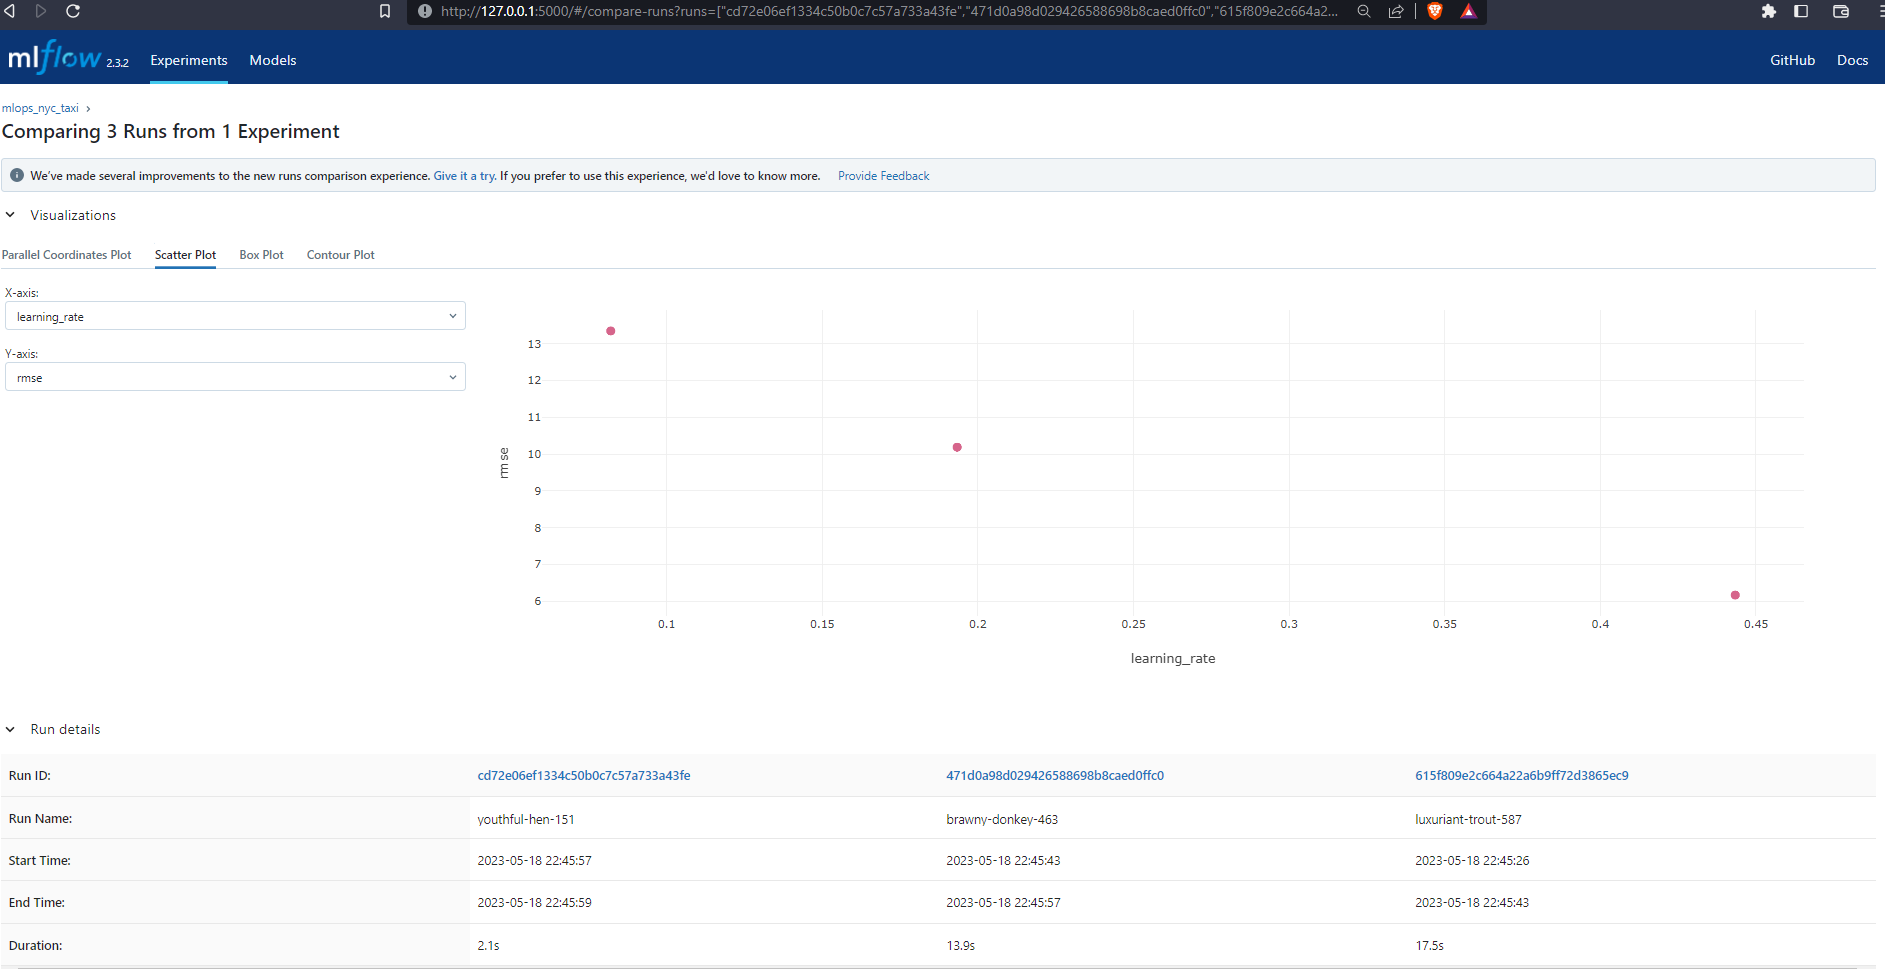 http://127.0.0.1:5000/#/compare-runs?runs=["cd72e06ef1334c50b0c7c57a733a43fe","471d0a98d029426588698b8caed0ffc0","615f809e2c664a2...
mlflow 2.3.2 Experiments Models GitHub Docs
mlops_nyc_taxi ›
Comparing 3 Runs from 1 Experiment
We've made several improvements to the new runs comparison experience. Give it a try. If you prefer to use this experience, we'd love to know more. Provide Feedback
Visualizations
Parallel Coordinates Plot Scatter Plot Box Plot Contour Plot
X-axis:
learning_rate
Y-axis:
rmse
13
12
11
10
9
8
7
6
rmse
0.1 0.15 0.2 0.25 0.3 0.35 0.4 0.45
learning_rate
Run details
Run ID: cd72e06ef1334c50b0c7c57a733a43fe 471d0a98d029426588698b8caed0ffc0 615f809e2c664a22a6b9ff72d3865ec9
Run Name: youthful-hen-151 brawny-donkey-463 luxuriant-trout-587
Start Time: 2023-05-18 22:45:57 2023-05-18 22:45:43 2023-05-18 22:45:26
End Time: 2023-05-18 22:45:59 2023-05-18 22:45:57 2023-05-18 22:45:43
Duration: 2.1s 13.9s 17.5s